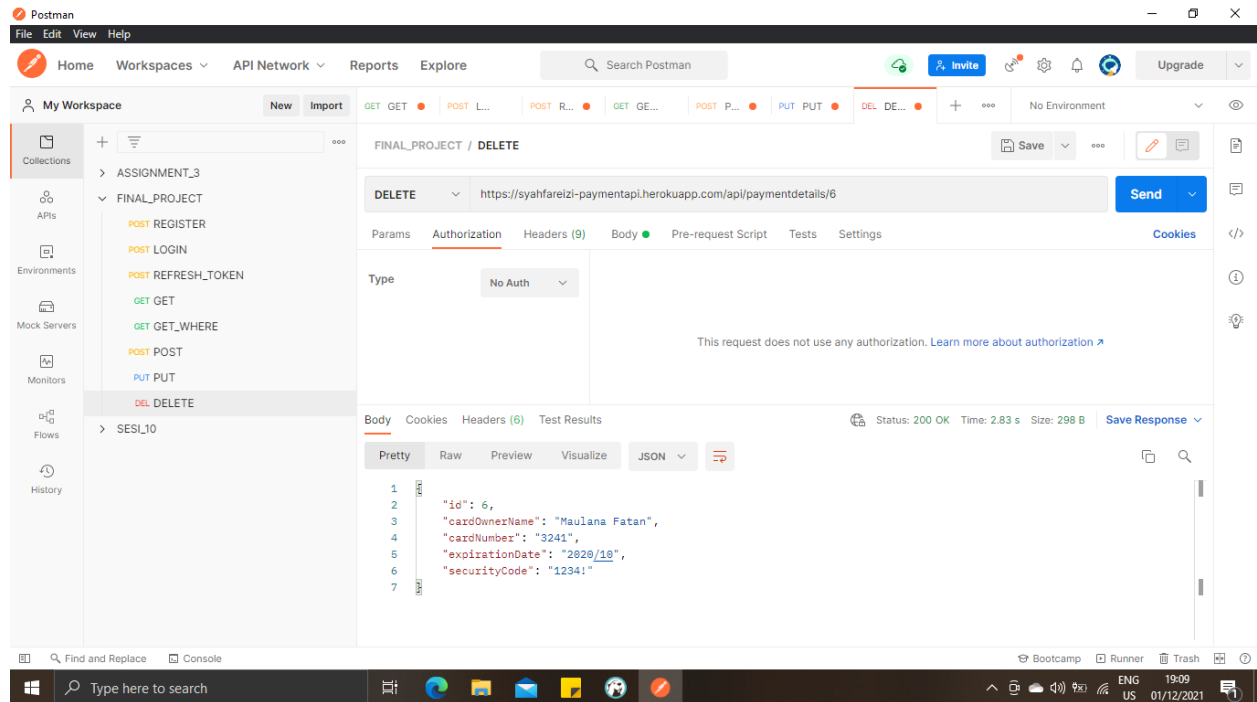 Postman
File Edit View Help
Home Workspaces API Network Reports Explore Search Postman Invite Upgrade
My Workspace New Import GET GET POST L... POST R... GET GE... POST P... PUT PUT DEL DE... No Environment
Collections
APIs
Environments
Mock Servers
Monitors
Flows
History
ASSIGNMENT_3
FINAL_PROJECT
POST REGISTER
POST LOGIN
POST REFRESH_TOKEN
GET GET
GET GET_WHERE
POST POST
PUT PUT
DEL DELETE
SESI_10
FINAL_PROJECT / DELETE Save
DELETE https://syahfareizi-paymentapi.herokuapp.com/api/paymentdetails/6 Send
Params Authorization Headers (9) Body Pre-request Script Tests Settings Cookies
Type No Auth
This request does not use any authorization. Learn more about authorization
Body Cookies Headers (6) Test Results Status: 200 OK Time: 2.83 s Size: 298 B Save Response
Pretty Raw Preview Visualize JSON
1 {
2 "id": 6,
3 "cardOwnerName": "Maulana Fatan",
4 "cardNumber": "3241",
5 "expirationDate": "2020/10",
6 "securityCode": "1234!"
7 }
Find and Replace Console Bootcamp Runner Trash
Type here to search ENG 19:09
US 01/12/2021 1